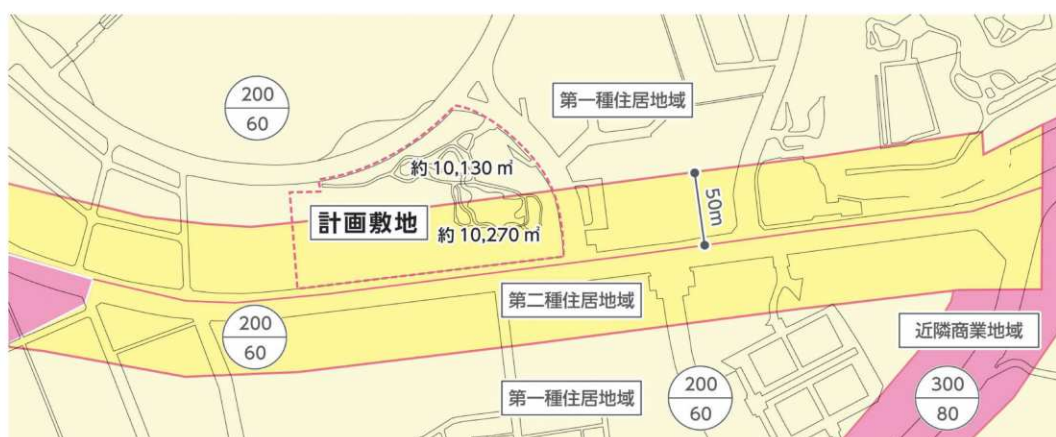 200
60
第一種住居地域
約 10,130 ㎡
計画敷地
50m
約 10,270 ㎡
第二種住居地域
200
60
近隣商業地域
第一種住居地域
200
60
300
80